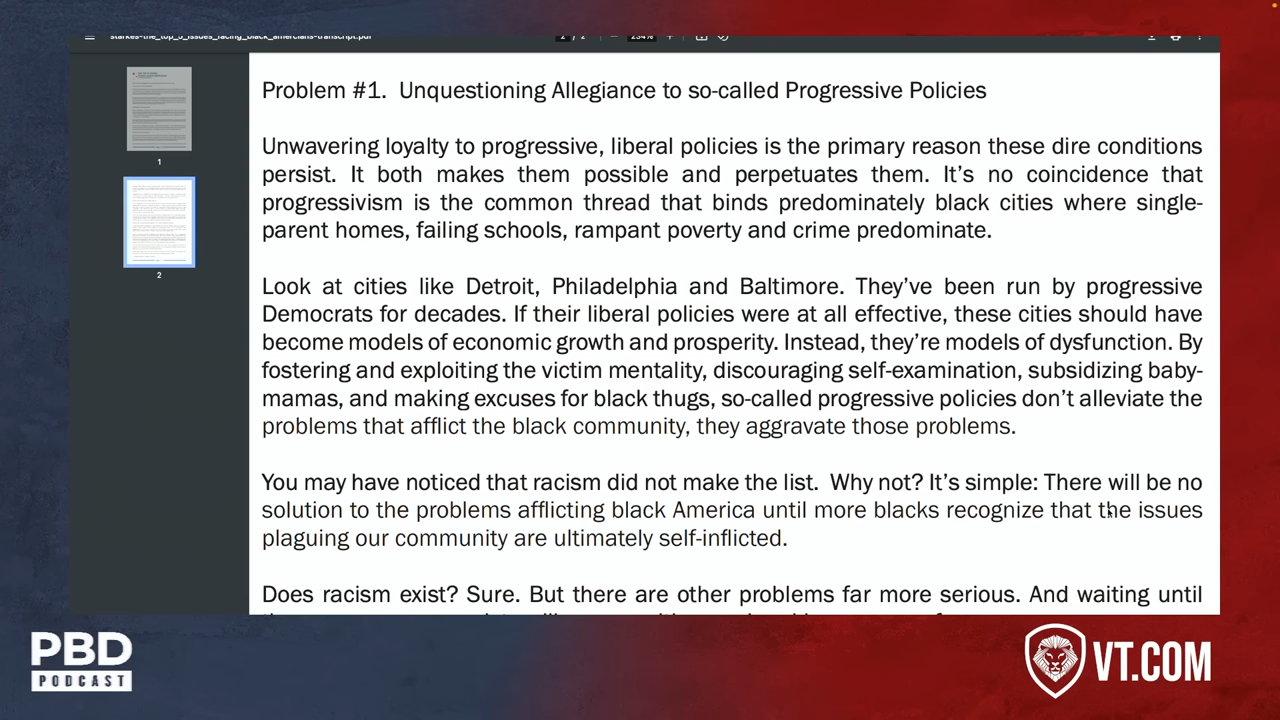 starkes-the_top_5_issues_facing_black_amercians-transcript.pdf
2 / 2
234%
1
2
Problem #1.  Unquestioning Allegiance to so-called Progressive Policies
Unwavering loyalty to progressive, liberal policies is the primary reason these dire conditions
persist. It both makes them possible and perpetuates them. It’s no coincidence that
progressivism is the common thread that binds predominately black cities where single-
parent homes, failing schools, rampant poverty and crime predominate.
Look at cities like Detroit, Philadelphia and Baltimore. They’ve been run by progressive
Democrats for decades. If their liberal policies were at all effective, these cities should have
become models of economic growth and prosperity. Instead, they’re models of dysfunction. By
fostering and exploiting the victim mentality, discouraging self-examination, subsidizing baby-
mamas, and making excuses for black thugs, so-called progressive policies don’t alleviate the
problems that afflict the black community, they aggravate those problems.
You may have noticed that racism did not make the list.  Why not? It’s simple: There will be no
solution to the problems afflicting black America until more blacks recognize that the issues
plaguing our community are ultimately self-inflicted.
Does racism exist? Sure. But there are other problems far more serious. And waiting until
PBD
PODCAST
VT.COM